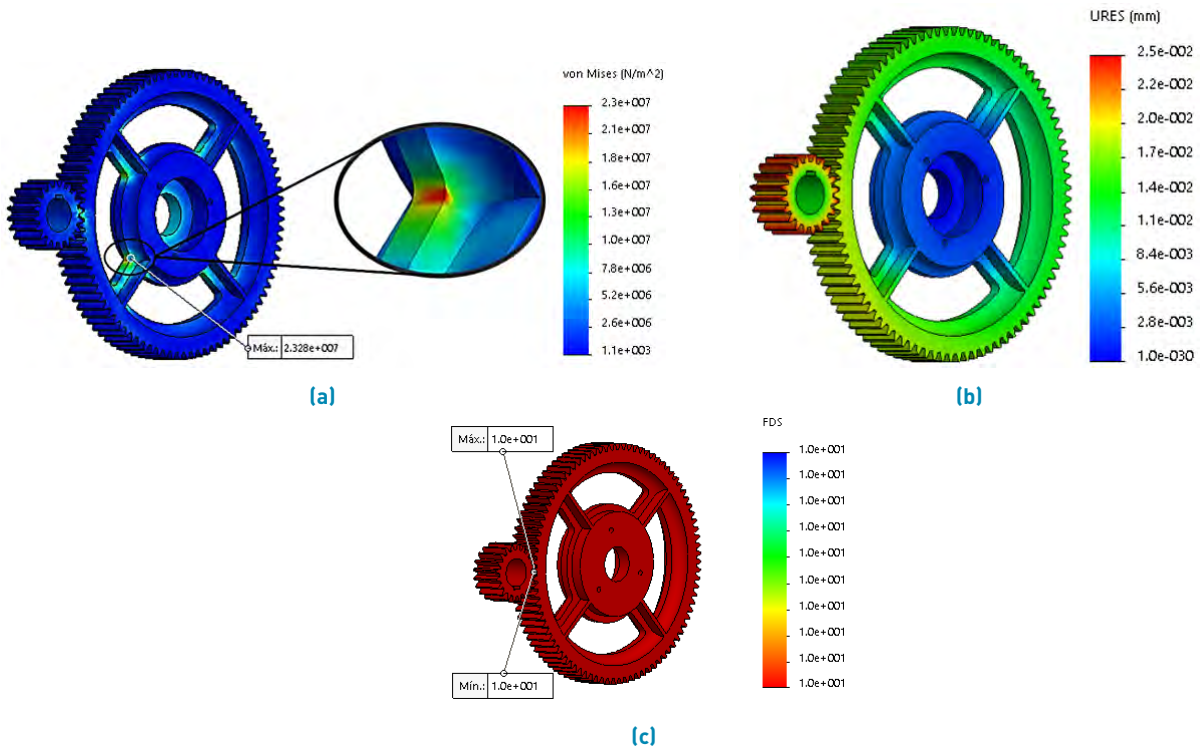 von Mises (N/m^2)
2.3e+007
2.1e+007
1.8e+007
1.6e+007
1.3e+007
1.0e+007
7.8e+006
5.2e+006
2.6e+006
1.1e+003
Máx.: 2.328e+007
(a)
URES (mm)
2.5e-002
2.2e-002
2.0e-002
1.7e-002
1.4e-002
1.1e-002
8.4e-003
5.6e-003
2.8e-003
1.0e-030
(b)
Máx.: 1.0e+001
Mín.: 1.0e+001
FDS
1.0e+001
1.0e+001
1.0e+001
1.0e+001
1.0e+001
1.0e+001
1.0e+001
1.0e+001
1.0e+001
1.0e+001
(c)